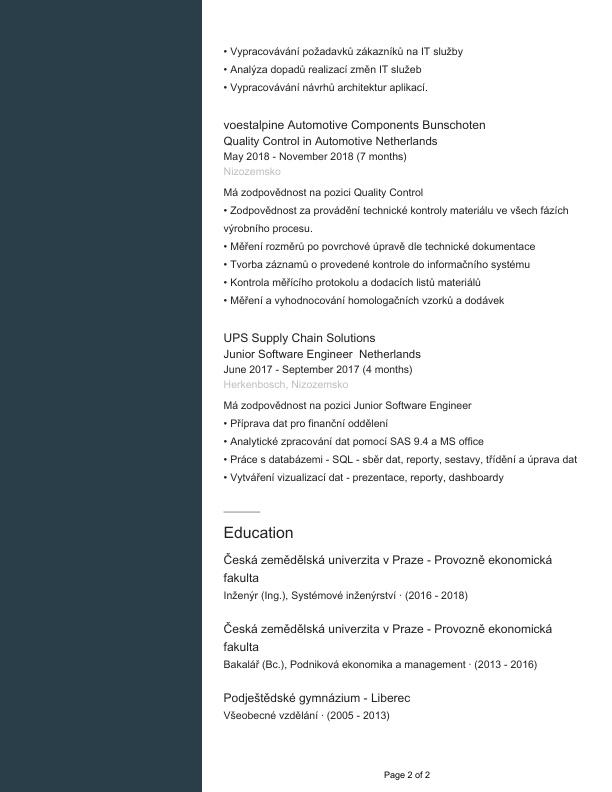 • Vypracovávání požadavků zákazníků na IT služby
• Analýza dopadů realizací změn IT služeb
• Vypracovávání návrhů architektur aplikací.
voestalpine Automotive Components Bunschoten
Quality Control in Automotive Netherlands
May 2018 - November 2018 (7 months)
Nizozemsko
Má zodpovědnost na pozici Quality Control
• Zodpovědnost za provádění technické kontroly materiálu ve všech fázích
výrobního procesu.
• Měření rozměrů po povrchové úpravě dle technické dokumentace
• Tvorba záznamů o provedené kontrole do informačního systému
• Kontrola měřícího protokolu a dodacích listů materiálů
• Měření a vyhodnocování homologačních vzorků a dodávek
UPS Supply Chain Solutions
Junior Software Engineer  Netherlands
June 2017 - September 2017 (4 months)
Herkenbosch, Nizozemsko
Má zodpovědnost na pozici Junior Software Engineer
• Příprava dat pro finanční oddělení
• Analytické zpracování dat pomocí SAS 9.4 a MS office
• Práce s databázemi - SQL - sběr dat, reporty, sestavy, třídění a úprava dat
• Vytváření vizualizací dat - prezentace, reporty, dashboardy
Education
Česká zemědělská univerzita v Praze - Provozně ekonomická
fakulta
Inženýr (Ing.), Systémové inženýrství · (2016 - 2018)
Česká zemědělská univerzita v Praze - Provozně ekonomická
fakulta
Bakalář (Bc.), Podniková ekonomika a management · (2013 - 2016)
Podještědské gymnázium - Liberec
Všeobecné vzdělání · (2005 - 2013)
Page 2 of 2